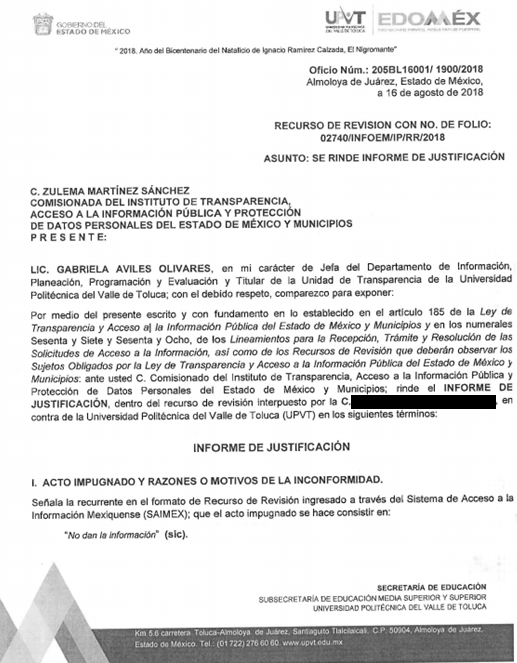 GOBIERNO DEL
ESTADO DE MÉXICO
UPVT
EDOMÉX
" 2018. Año del Bicentenario del Natalicio de Ignacio Ramírez Calzada, El Nigromante"
Oficio Núm.: 205BL16001/ 1900/2018
Almoloya de Juárez, Estado de México,
a 16 de agosto de 2018
RECURSO DE REVISION CON NO. DE FOLIO:
02740/INFOEM/IP/RR/2018
ASUNTO: SE RINDE INFORME DE JUSTIFICACIÓN
C. ZULEMA MARTÍNEZ SÁNCHEZ
COMISIONADA DEL INSTITUTO DE TRANSPARENCIA,
ACCESO A LA INFORMACIÓN PÚBLICA Y PROTECCIÓN
DE DATOS PERSONALES DEL ESTADO DE MÉXICO Y MUNICIPIOS
P R E S E N T E:
LIC. GABRIELA AVILES OLIVARES, en mi carácter de Jefa del Departamento de Información,
Planeación, Programación y Evaluación y Titular de la Unidad de Transparencia de la Universidad
Politécnica del Valle de Toluca; con el debido respeto, comparezco para exponer:
Por medio del presente escrito y con fundamento en lo establecido en el artículo 185 de la Ley de
Transparencia y Acceso a la Información Pública del Estado de México y Municipios y en los numerales
Sesenta y Siete y Sesenta y Ocho, de los Lineamientos para la Recepción, Trámite y Resolución de las
Solicitudes de Acceso a la Información, así como de los Recursos de Revisión que deberán observar los
Sujetos Obligados por la Ley de Transparencia y Acceso a la Información Pública del Estado de México y
Municipios: ante usted C. Comisionado del Instituto de Transparencia, Acceso a la Información Pública y
Protección de Datos Personales del Estado de México y Municipios; rinde el INFORME DE
JUSTIFICACIÓN, dentro del recurso de revisión interpuesto por la C. , en
contra de la Universidad Politécnica del Valle de Toluca (UPVT) en los siguientes términos:
INFORME DE JUSTIFICACIÓN
I. ACTO IMPUGNADO Y RAZONES O MOTIVOS DE LA INCONFORMIDAD.
Señala la recurrente en el formato de Recurso de Revisión ingresado a través del Sistema de Acceso a la
Información Mexiquense (SAIMEX); que el acto impugnado se hace consistir en:
"No dan la información" (sic).
SECRETARÍA DE EDUCACIÓN
SUBSECRETARÍA DE EDUCACIÓN MEDIA SUPERIOR Y SUPERIOR
UNIVERSIDAD POLITÉCNICA DEL VALLE DE TOLUCA
Km 5.6 carretera Toluca-Almoloya de Juárez, Santiaguito Tlalcilalcali. C.P. 50904, Almoloya de Juárez,
Estado de México. Tel.: (01 722) 276 60 60. www.upvt.edu.mx